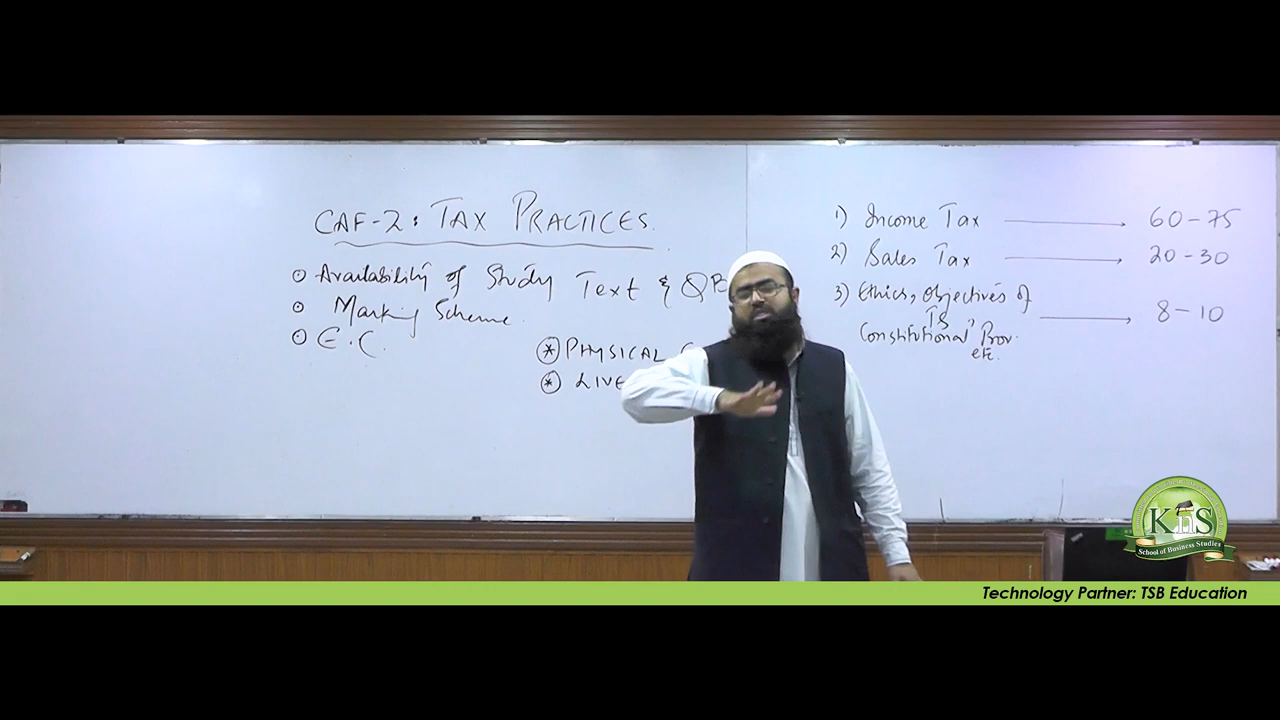 CAF-2: TAX PRACTICES.
Availability of Study Text & QB
Marking Scheme.
E.C.
PHYSICAL C
LIVE
1) Income Tax → 60-75
2) Sales Tax → 20-30
3) Ethics, Objectives of TS, → 8-10
Constitutional Prov. etc.
KnS
School of Business Studies
Technology Partner: TSB Education